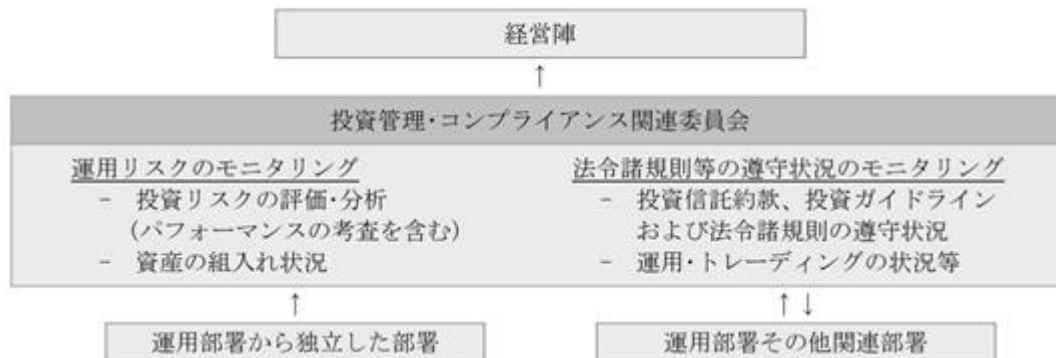 経営陣
↑
投資管理･コンプライアンス関連委員会
運用リスクのモニタリング
− 投資リスクの評価･分析
(パフォーマンスの考査を含む)
− 資産の組入れ状況
法令諸規則等の遵守状況のモニタリング
− 投資信託約款、投資ガイドライン
および法令諸規則の遵守状況
− 運用･トレーディングの状況等
↑
↑↓
運用部署から独立した部署
運用部署その他関連部署